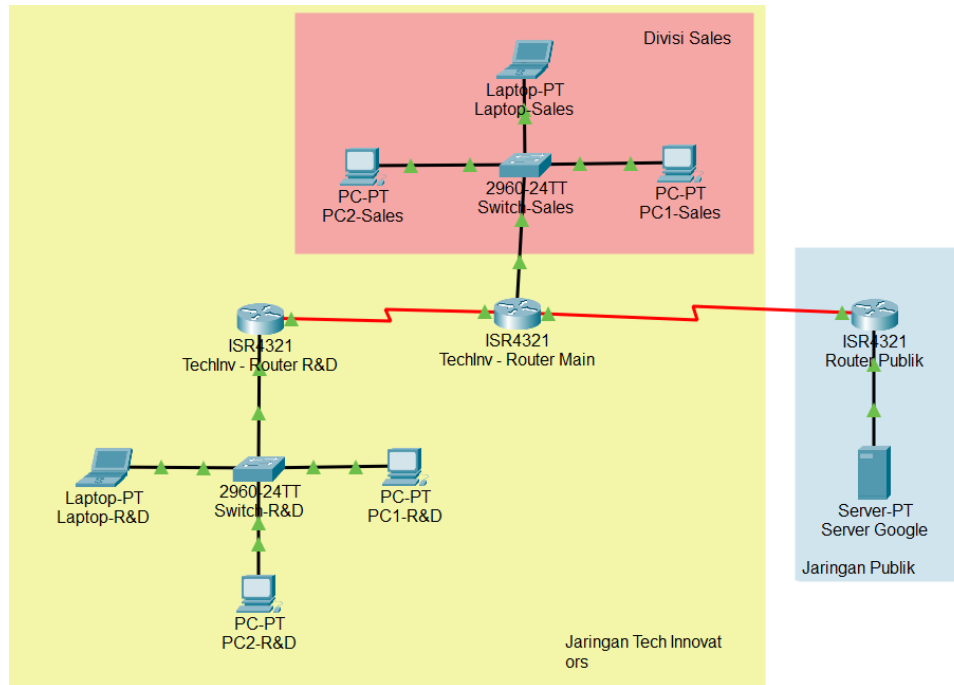 Divisi Sales
Laptop-PT
Laptop-Sales
PC-PT
PC2-Sales
2960-24TT
Switch-Sales
PC-PT
PC1-Sales
ISR4321
TechInv - Router R&D
ISR4321
TechInv - Router Main
ISR4321
Router Publik
Laptop-PT
Laptop-R&D
2960-24TT
Switch-R&D
PC-PT
PC1-R&D
Server-PT
Server Google
Jaringan Publik
PC-PT
PC2-R&D
Jaringan Tech Innovat
ors